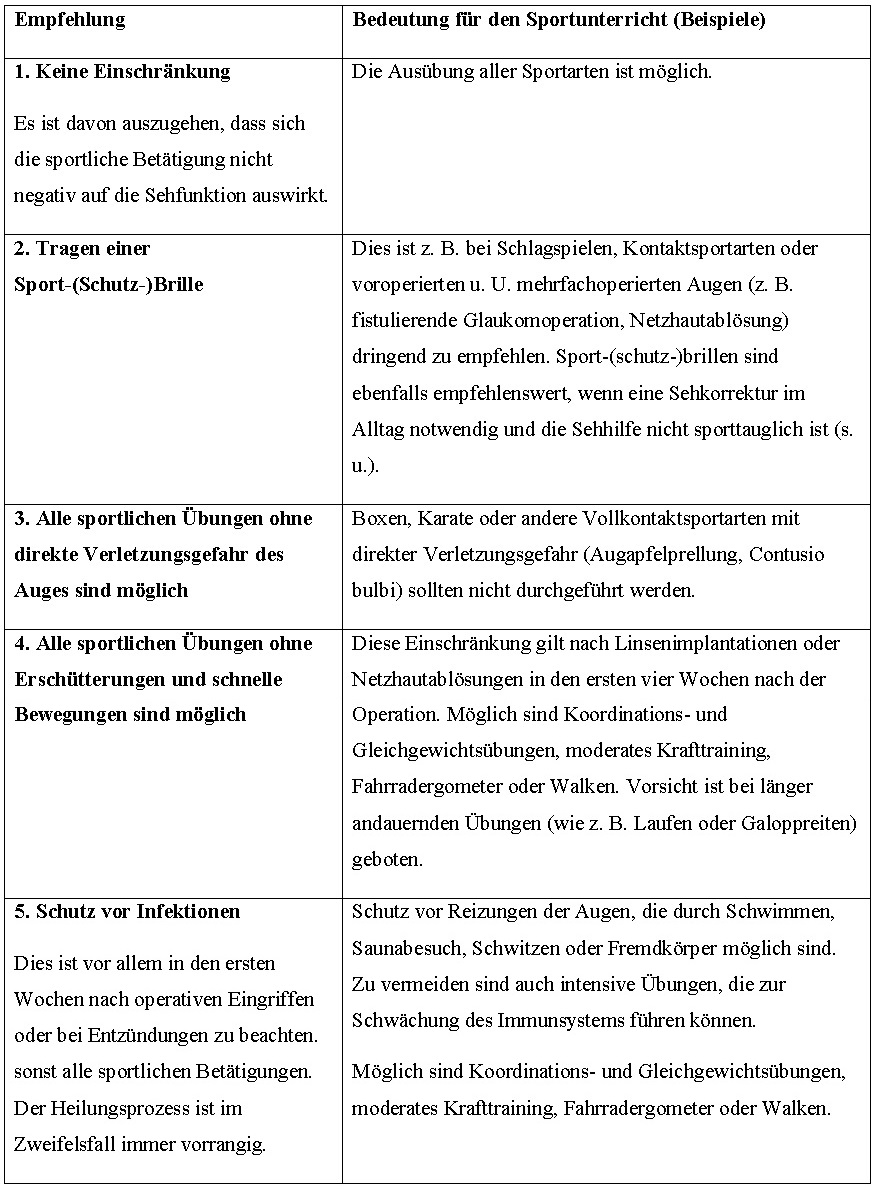 Empfehlung
Bedeutung für den Sportunterricht (Beispiele)
1. Keine Einschränkung
Es ist davon auszugehen, dass sich
die sportliche Betätigung nicht
negativ auf die Sehfunktion auswirkt.
Die Ausübung aller Sportarten ist möglich.
2. Tragen einer
Sport-(Schutz-)Brille
Dies ist z. B. bei Schlagspielen, Kontaktsportarten oder
voroperierten u. U. mehrfachoperierten Augen (z. B.
fistulierende Glaukomoperation, Netzhautablösung)
dringend zu empfehlen. Sport-(schutz-)brillen sind
ebenfalls empfehlenswert, wenn eine Sehkorrektur im
Alltag notwendig und die Sehhilfe nicht sporttauglich ist (s.
u.).
3. Alle sportlichen Übungen ohne
direkte Verletzungsgefahr des
Auges sind möglich
Boxen, Karate oder andere Vollkontaktsportarten mit
direkter Verletzungsgefahr (Augapfelprellung, Contusio
bulbi) sollten nicht durchgeführt werden.
4. Alle sportlichen Übungen ohne
Erschütterungen und schnelle
Bewegungen sind möglich
Diese Einschränkung gilt nach Linsenimplantationen oder
Netzhautablösungen in den ersten vier Wochen nach der
Operation. Möglich sind Koordinations- und
Gleichgewichtsübungen, moderates Krafttraining,
Fahrradergometer oder Walken. Vorsicht ist bei länger
andauernden Übungen (wie z. B. Laufen oder Galoppreiten)
geboten.
5. Schutz vor Infektionen
Dies ist vor allem in den ersten
Wochen nach operativen Eingriffen
oder bei Entzündungen zu beachten.
sonst alle sportlichen Betätigungen.
Der Heilungsprozess ist im
Zweifelsfall immer vorrangig.
Schutz vor Reizungen der Augen, die durch Schwimmen,
Saunabesuch, Schwitzen oder Fremdkörper möglich sind.
Zu vermeiden sind auch intensive Übungen, die zur
Schwächung des Immunsystems führen können.
Möglich sind Koordinations- und Gleichgewichtsübungen,
moderates Krafttraining, Fahrradergometer oder Walken.